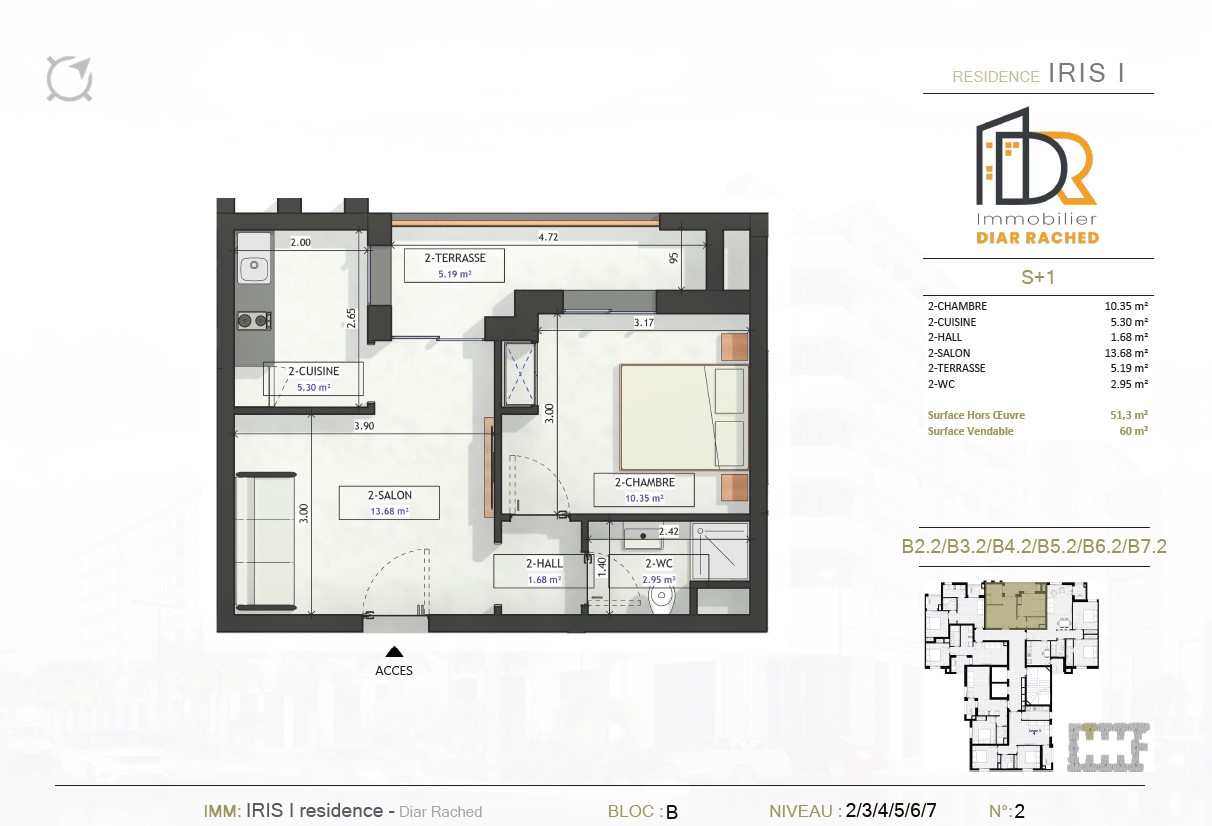 RESIDENCE IRIS I
Immobilier
DIAR RACHED
S+1
2-CHAMBRE 10.35 m²
2-CUISINE 5.30 m²
2-HALL 1.68 m²
2-SALON 13.68 m²
2-TERRASSE 5.19 m²
2-WC 2.95 m²
Surface Hors Œuvre 51,3 m²
Surface Vendable 60 m²
2.00
4.72
2-TERRASSE
5.19 m²
95
2.65
3.17
2-CUISINE
5.30 m²
3.00
3.90
2-CHAMBRE
10.35 m²
2-SALON
13.68 m²
3.00
2.42
2-HALL
1.68 m²
1.40
2-WC
2.95 m²
ACCES
B2.2/B3.2/B4.2/B5.2/B6.2/B7.2
IMM: IRIS I residence - Diar Rached BLOC : B NIVEAU : 2/3/4/5/6/7 N°: 2